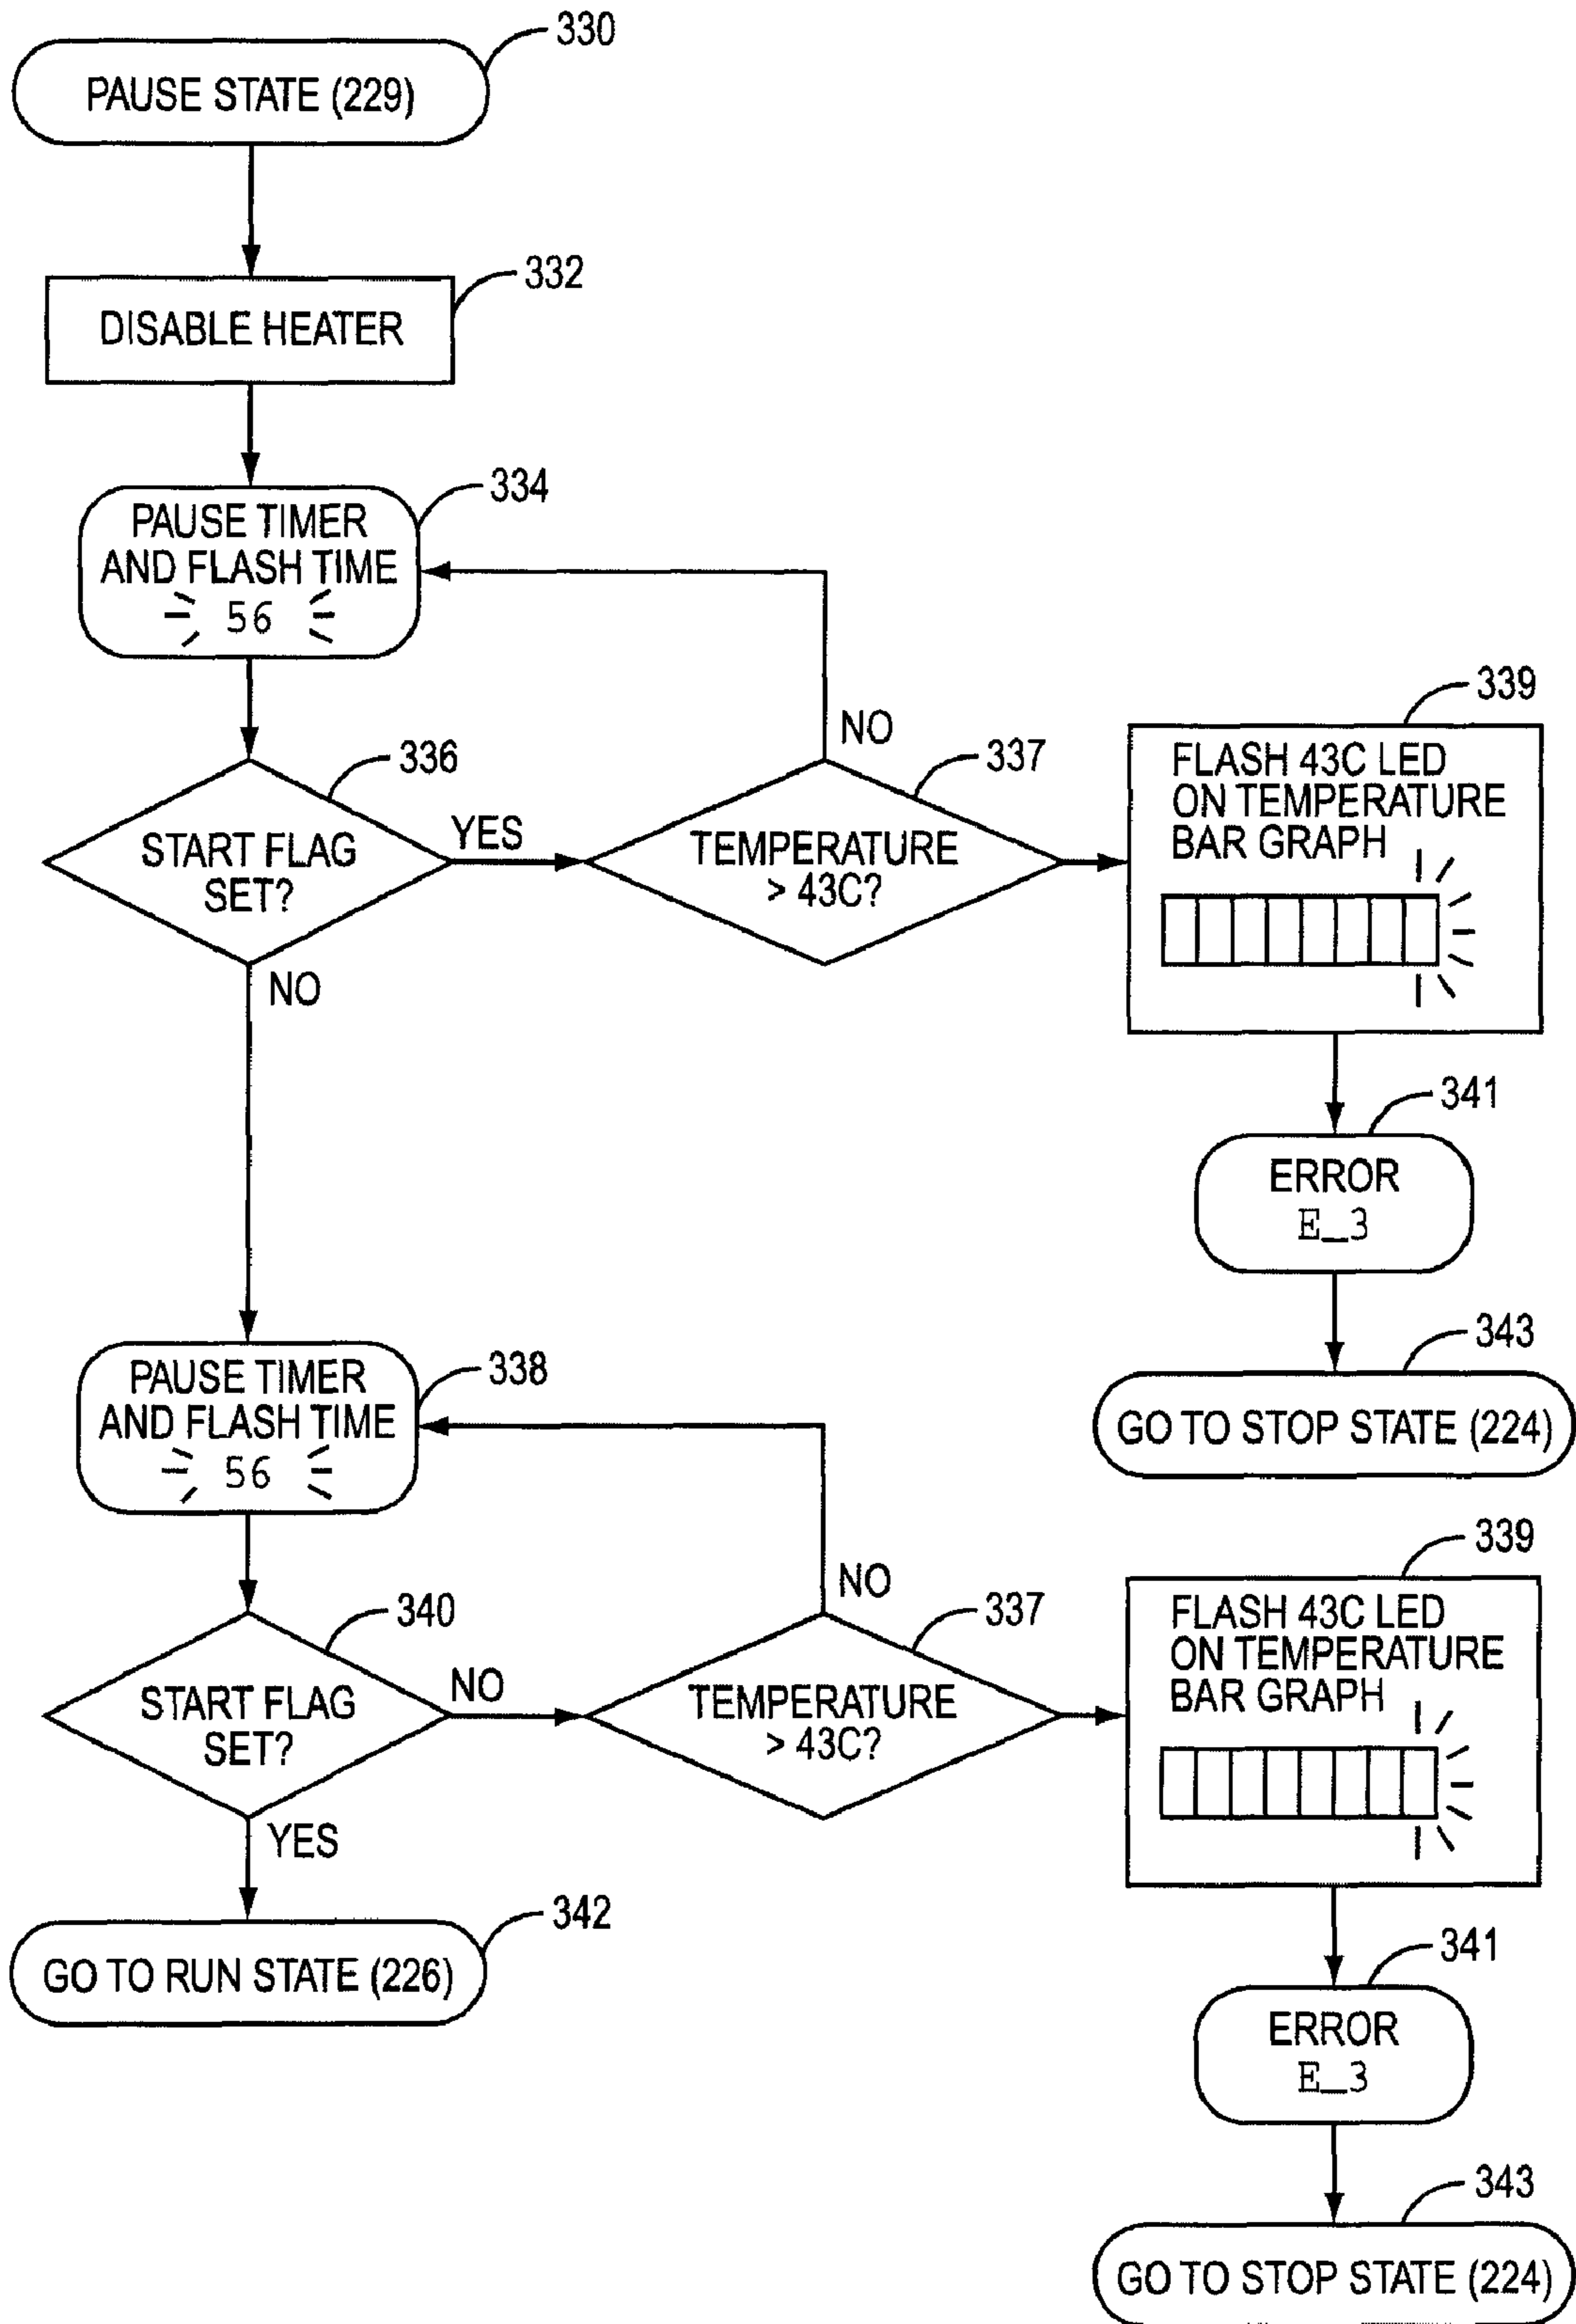 330
PAUSE STATE (229)
332
DISABLE HEATER
334
PAUSE TIMER
AND FLASH TIME
56
336
START FLAG
SET?
YES
NO
337
TEMPERATURE
> 43C?
NO
339
FLASH 43C LED
ON TEMPERATURE
BAR GRAPH
341
ERROR
E_3
343
GO TO STOP STATE (224)
338
PAUSE TIMER
AND FLASH TIME
56
340
START FLAG
SET?
NO
YES
337
TEMPERATURE
> 43C?
NO
339
FLASH 43C LED
ON TEMPERATURE
BAR GRAPH
342
GO TO RUN STATE (226)
341
ERROR
E_3
343
GO TO STOP STATE (224)